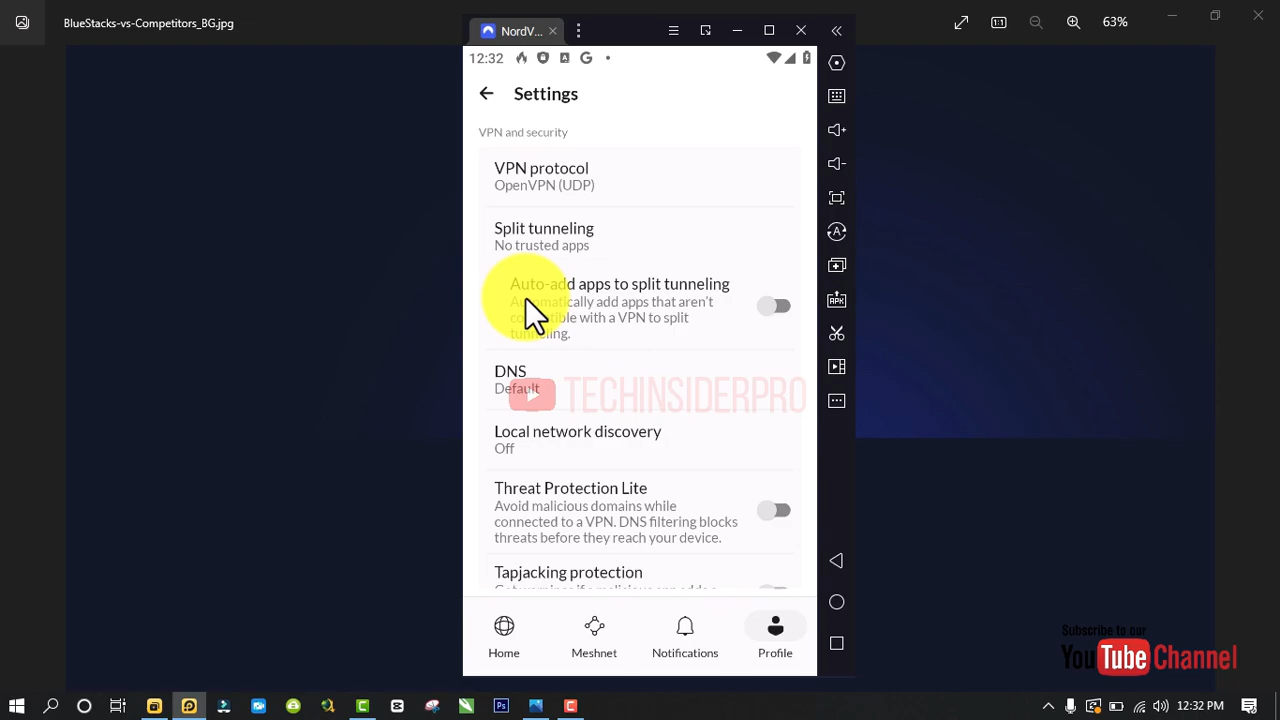 BlueStacks-vs-Competitors_BG.jpg
63%
NordV...
12:32
Settings
VPN and security
VPN protocol
OpenVPN (UDP)
Split tunneling
No trusted apps
Auto-add apps to split tunneling
Automatically add apps that aren't
compatible with a VPN to split
tunneling.
DNS
Default
TECHINSIDERPRO
Local network discovery
Off
Threat Protection Lite
Avoid malicious domains while
connected to a VPN. DNS filtering blocks
threats before they reach your device.
Tapjacking protection
Home
Meshnet
Notifications
Profile
Subscribe to our
YouTube Channel
12:32 PM